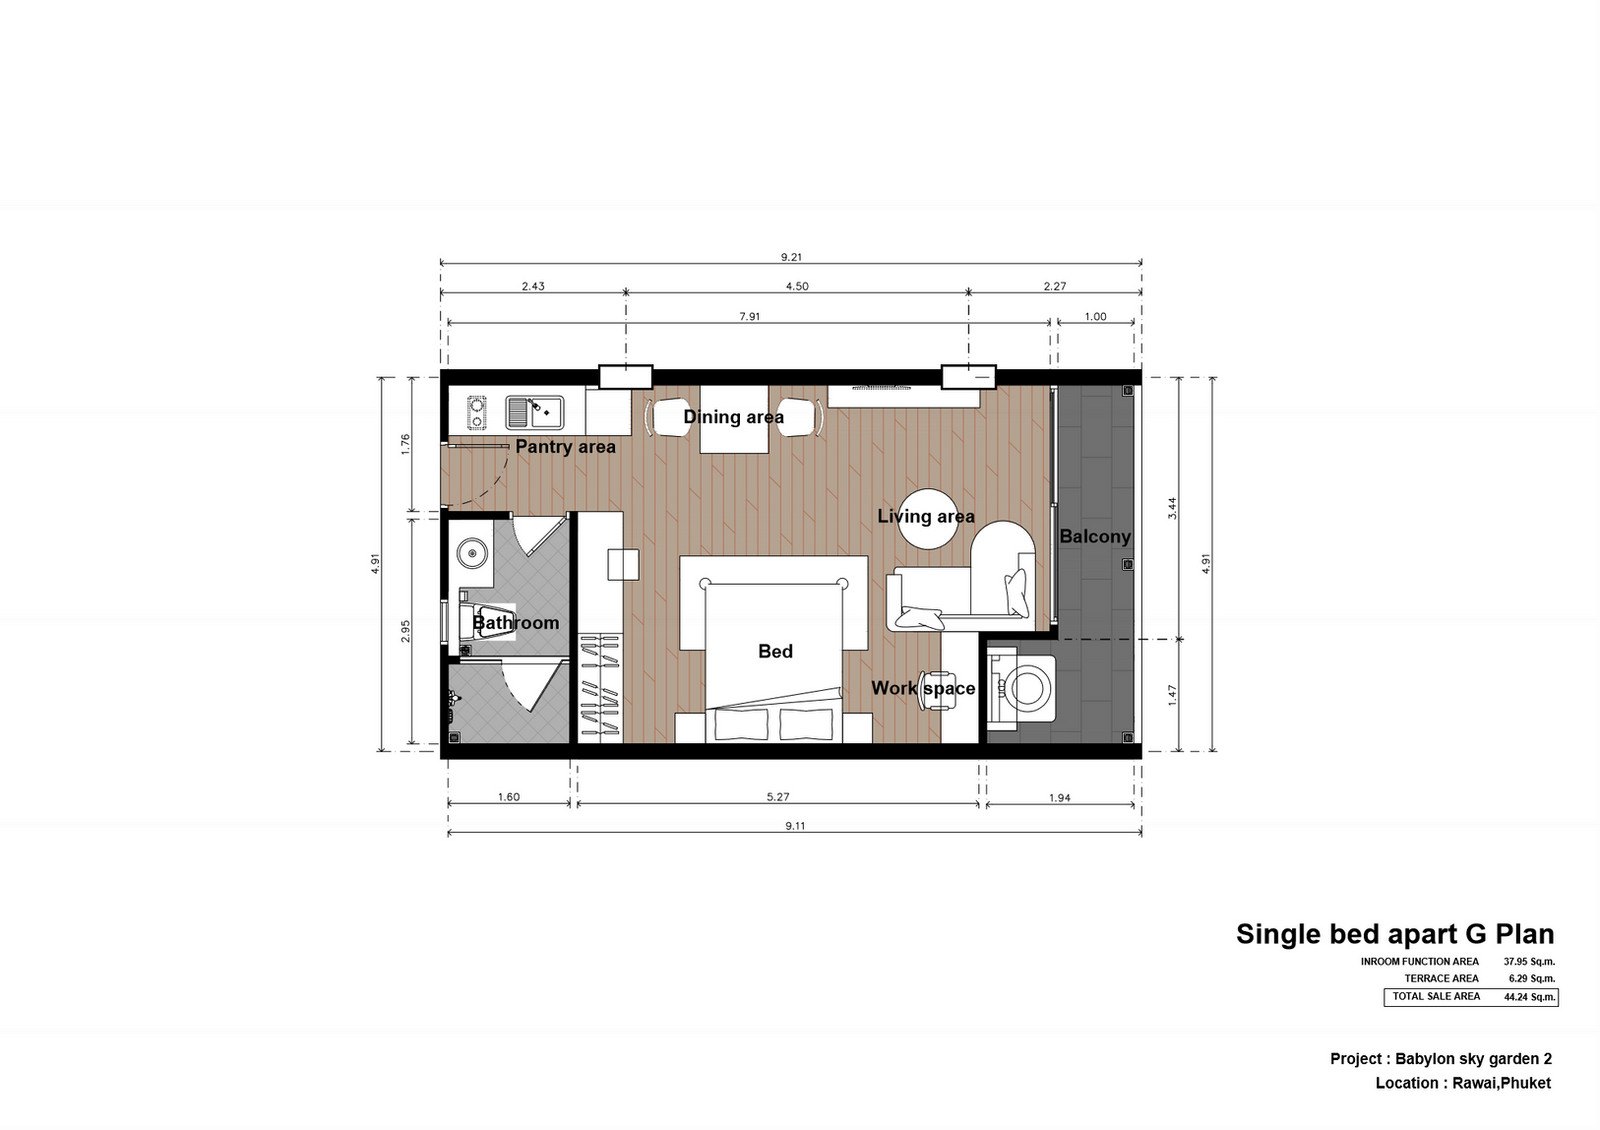 9.21
2.43 4.50 2.27
7.91 1.00
1.76
4.91
2.95
3.44
4.91
1.47
Dining area
Pantry area
Living area
Balcony
Bathroom
Bed
Work space
CDN
1.60 5.27 1.94
9.11
Single bed apart G Plan
INROOM FUNCTION AREA 37.95 Sq.m.
TERRACE AREA 6.29 Sq.m.
TOTAL SALE AREA 44.24 Sq.m.
Project : Babylon sky garden 2
Location : Rawai,Phuket